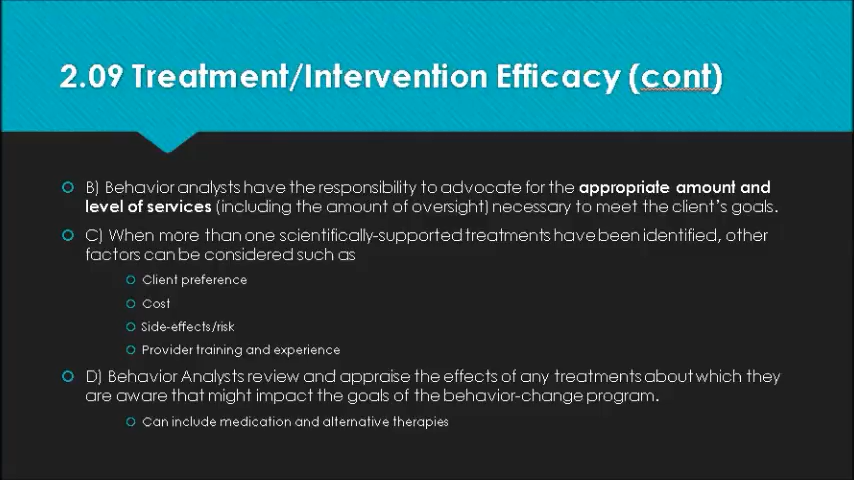 2.09 Treatment/Intervention Efficacy (cont)
B) Behavior analysts have the responsibility to advocate for the appropriate amount and
level of services (including the amount of oversight) necessary to meet the client's goals.
C) When more than one scientifically-supported treatments have been identified, other
factors can be considered such as
Client preference
Cost
Side-effects/risk
Provider training and experience
D) Behavior Analysts review and appraise the effects of any treatments about which they
are aware that might impact the goals of the behavior-change program.
Can include medication and alternative therapies